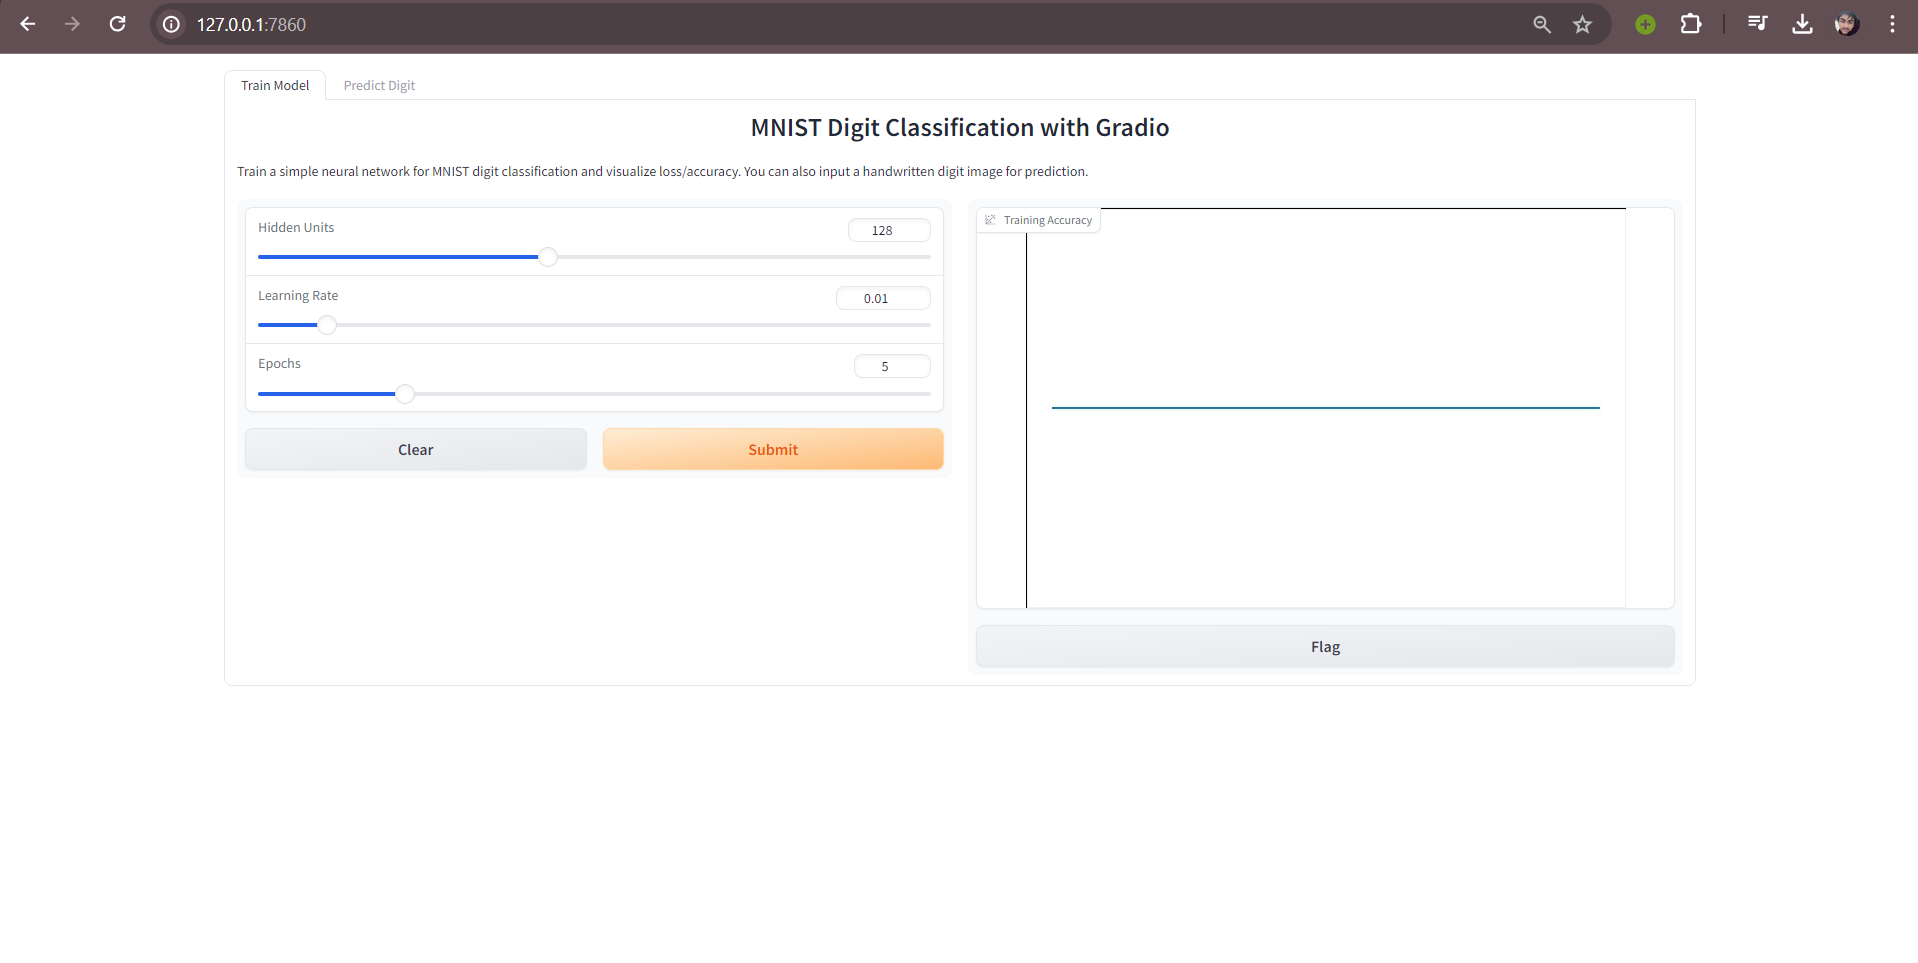 127.0.0.1:7860
Train Model Predict Digit
MNIST Digit Classification with Gradio
Train a simple neural network for MNIST digit classification and visualize loss/accuracy. You can also input a handwritten digit image for prediction.
Hidden Units 128
Learning Rate 0.01
Epochs 5
Clear Submit
Training Accuracy
Flag